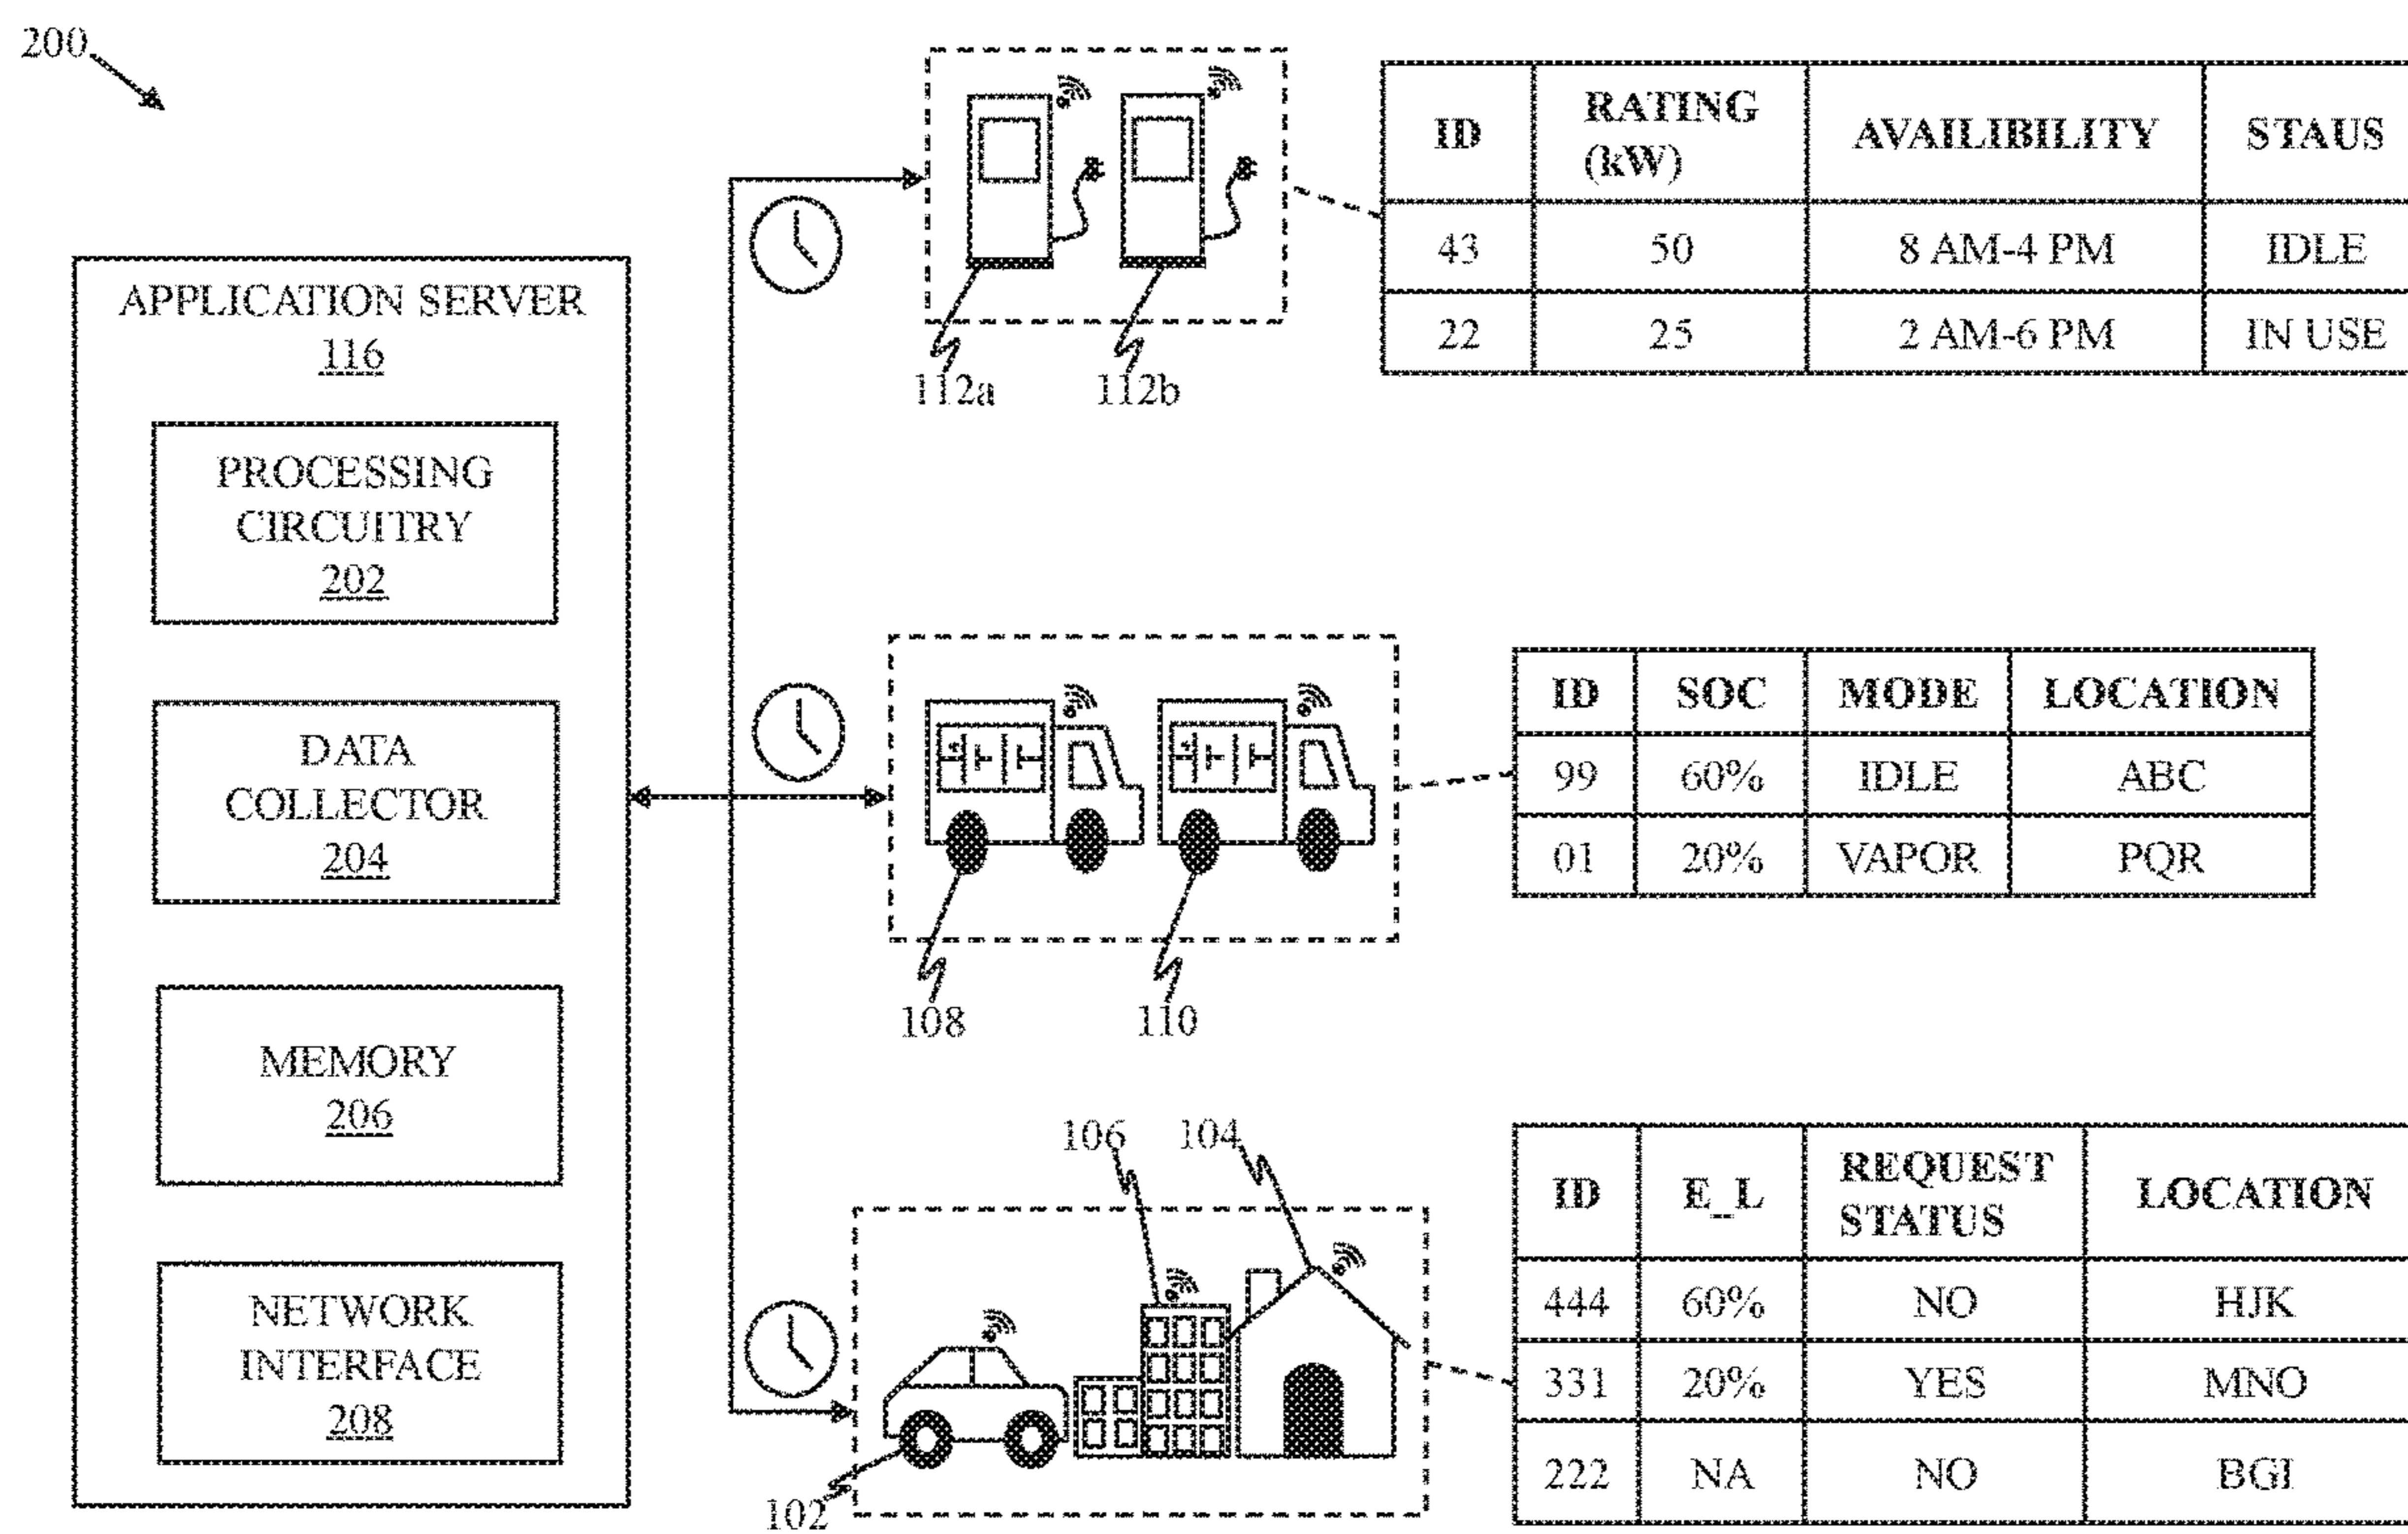 200
APPLICATION SERVER
116
PROCESSING
CIRCUITRY
202
DATA
COLLECTOR
204
MEMORY
206
NETWORK
INTERFACE
208
112a
112b
ID RATING (kW) AVAILIBILITY STAUS
43 50 8 AM-4 PM IDLE
22 25 2 AM-6 PM IN USE
108
110
ID SOC MODE LOCATION
99 60% IDLE ABC
01 20% VAPOR PQR
106
104
102
ID E_L REQUEST STATUS LOCATION
444 60% NO HJK
331 20% YES MNO
222 NA NO BGI